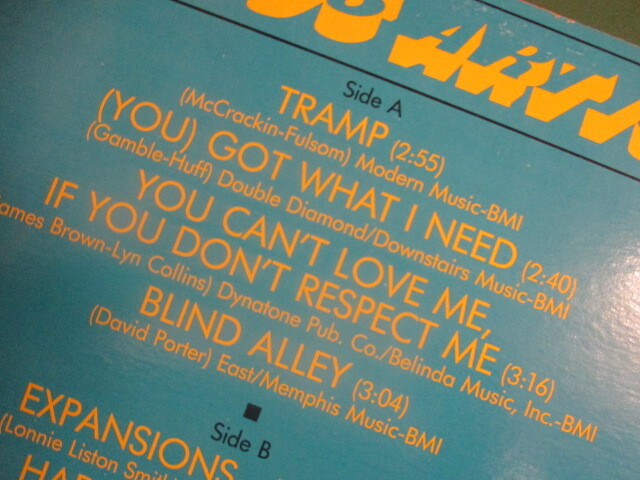 Side A
TRAMP (2:55)
(McCrackin-Fulsom) Modern Music-BMI
(YOU) GOT WHAT I NEED (2:40)
(Gamble-Huff) Double Diamond/Downstairs Music-BMI
YOU CAN'T LOVE ME,
IF YOU DON'T RESPECT ME (3:16)
James Brown-Lyn Collins) Dynatone Pub. Co./Belinda Music, Inc.-BMI
BLIND ALLEY (3:04)
(David Porter) East/Memphis Music-BMI
Side B
EXPANSIONS
(Lonnie Liston Smith